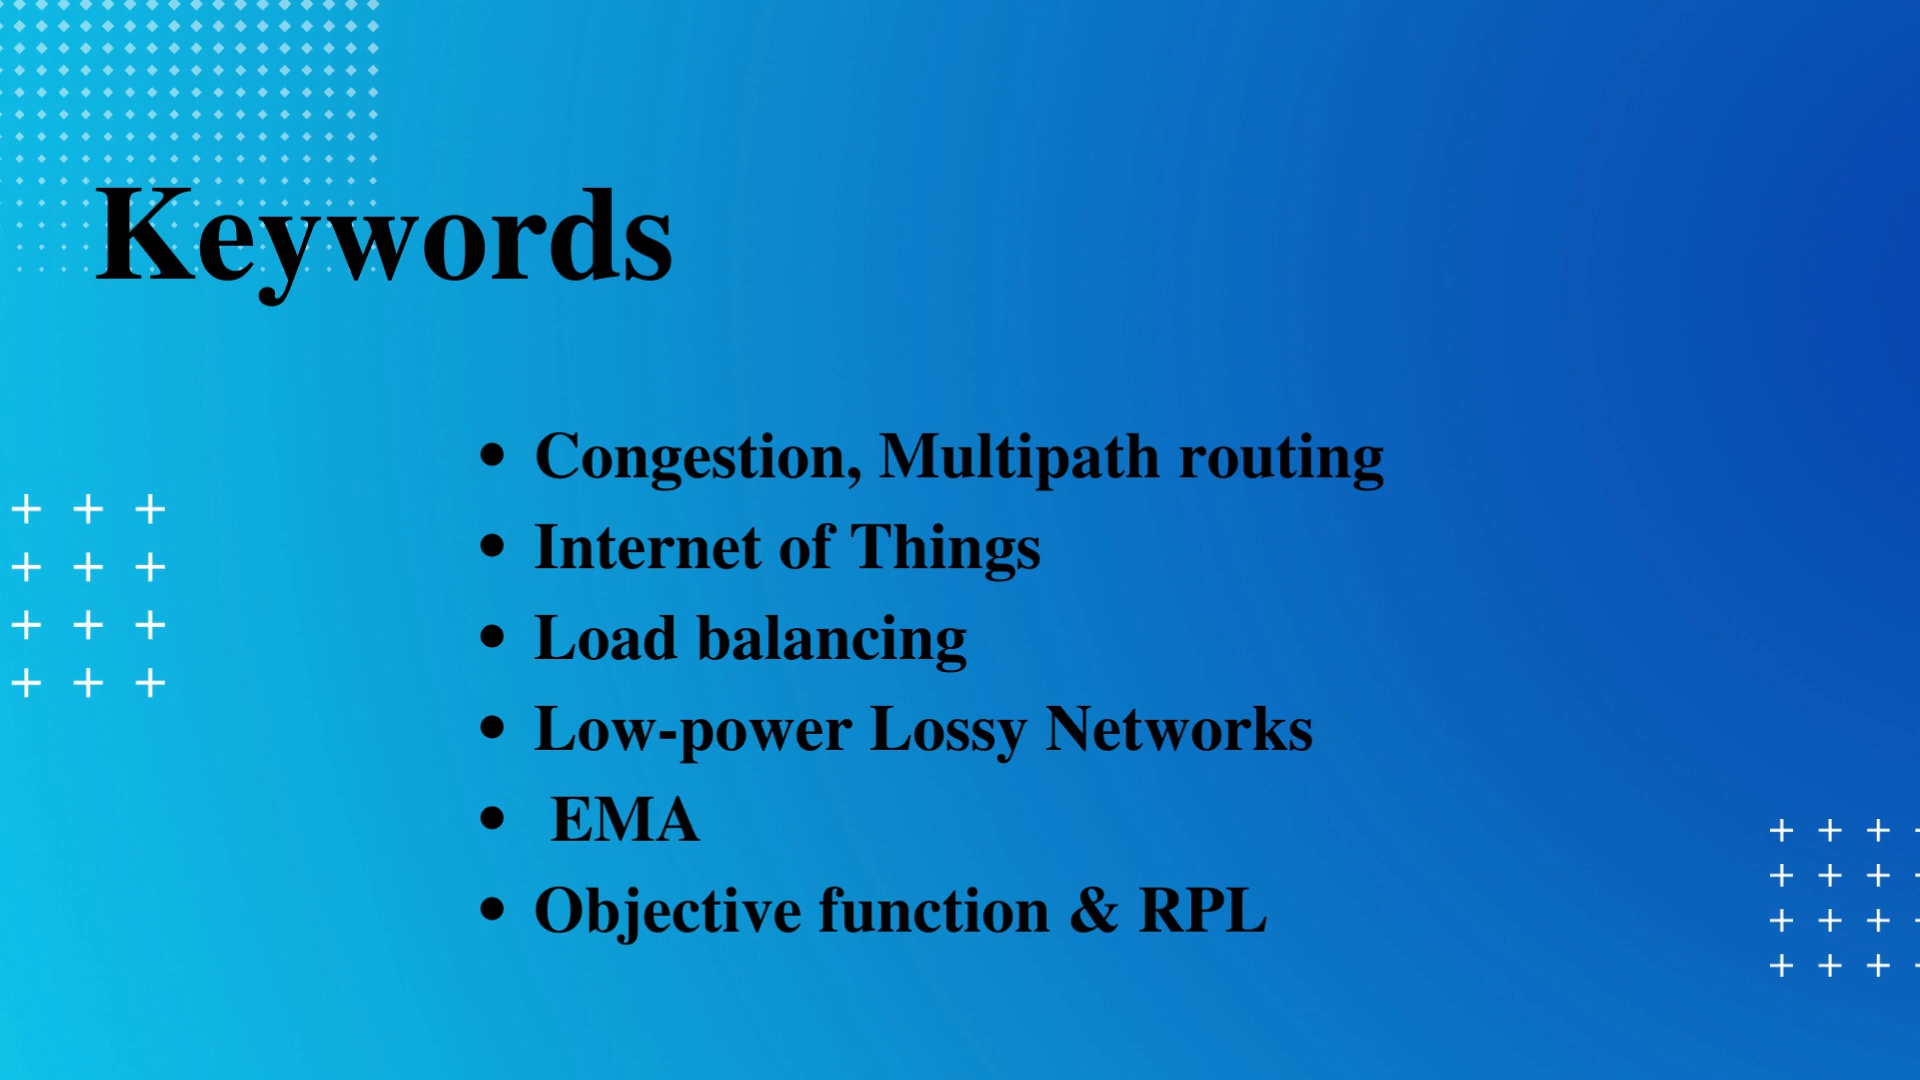 Keywords
• Congestion, Multipath routing
• Internet of Things
• Load balancing
• Low-power Lossy Networks
• EMA
• Objective function & RPL